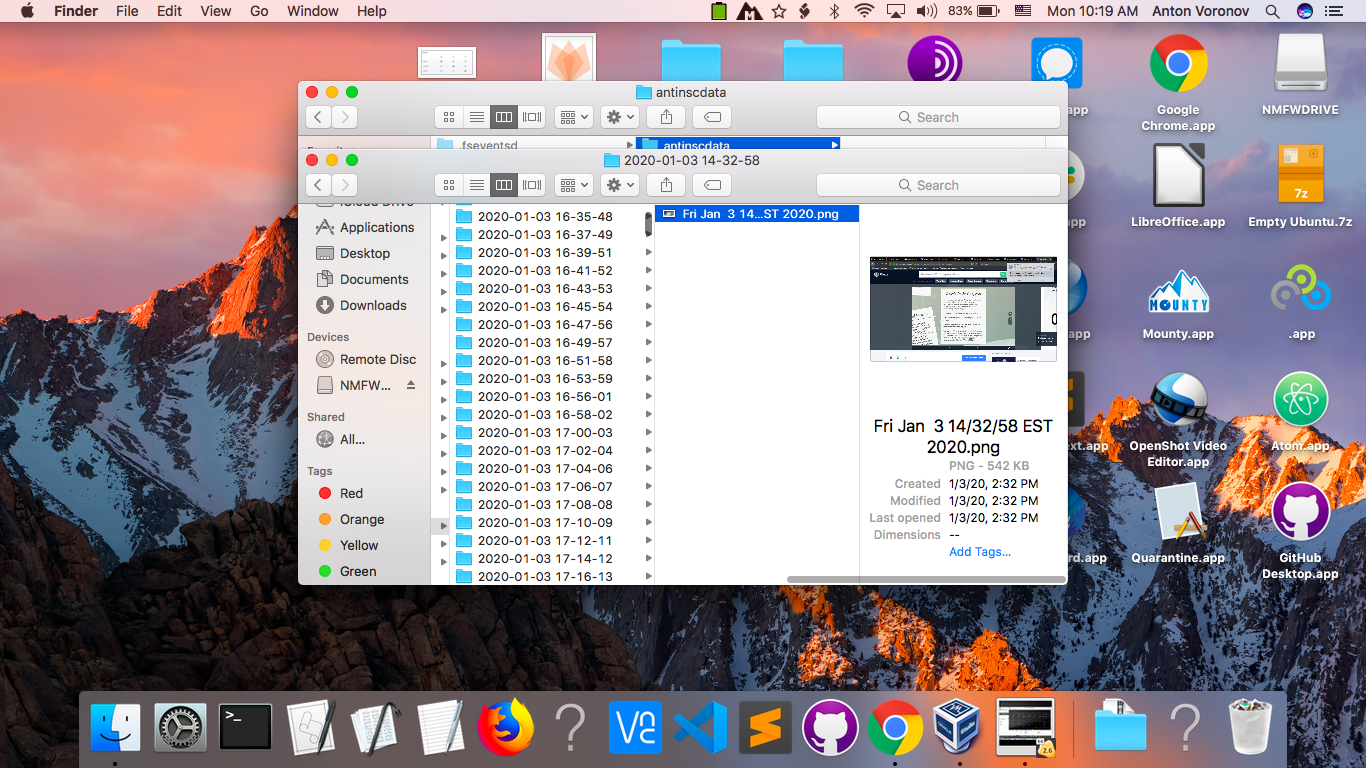 Finder File Edit View Go Window Help 83% Mon 10:19 AM Anton Voronov
antinscdata
Search
.fseventsd antinscdata
2020-01-03 14-32-58
Search
Applications
Desktop
Documents
Downloads
Devices
Remote Disc
NMFW...
Shared
All...
Tags
Red
Orange
Yellow
Green
2020-01-03 16-35-48
2020-01-03 16-37-49
2020-01-03 16-39-51
2020-01-03 16-41-52
2020-01-03 16-43-53
2020-01-03 16-45-54
2020-01-03 16-47-56
2020-01-03 16-49-57
2020-01-03 16-51-58
2020-01-03 16-53-59
2020-01-03 16-56-01
2020-01-03 16-58-02
2020-01-03 17-00-03
2020-01-03 17-02-04
2020-01-03 17-04-06
2020-01-03 17-06-07
2020-01-03 17-08-08
2020-01-03 17-10-09
2020-01-03 17-12-11
2020-01-03 17-14-12
2020-01-03 17-16-13
Fri Jan 3 14...ST 2020.png
Fri Jan 3 14/32/58 EST
2020.png
PNG - 542 KB
Created 1/3/20, 2:32 PM
Modified 1/3/20, 2:32 PM
Last opened 1/3/20, 2:32 PM
Dimensions --
Add Tags...
Google
Chrome.app
NMFWDRIVE
LibreOffice.app
7z
Empty Ubuntu.7z
MOUNTY
Mounty.app
.app
OpenShot Video
Editor.app
Atom.app
Quarantine.app
GitHub
Desktop.app
>_
VNC
2.6